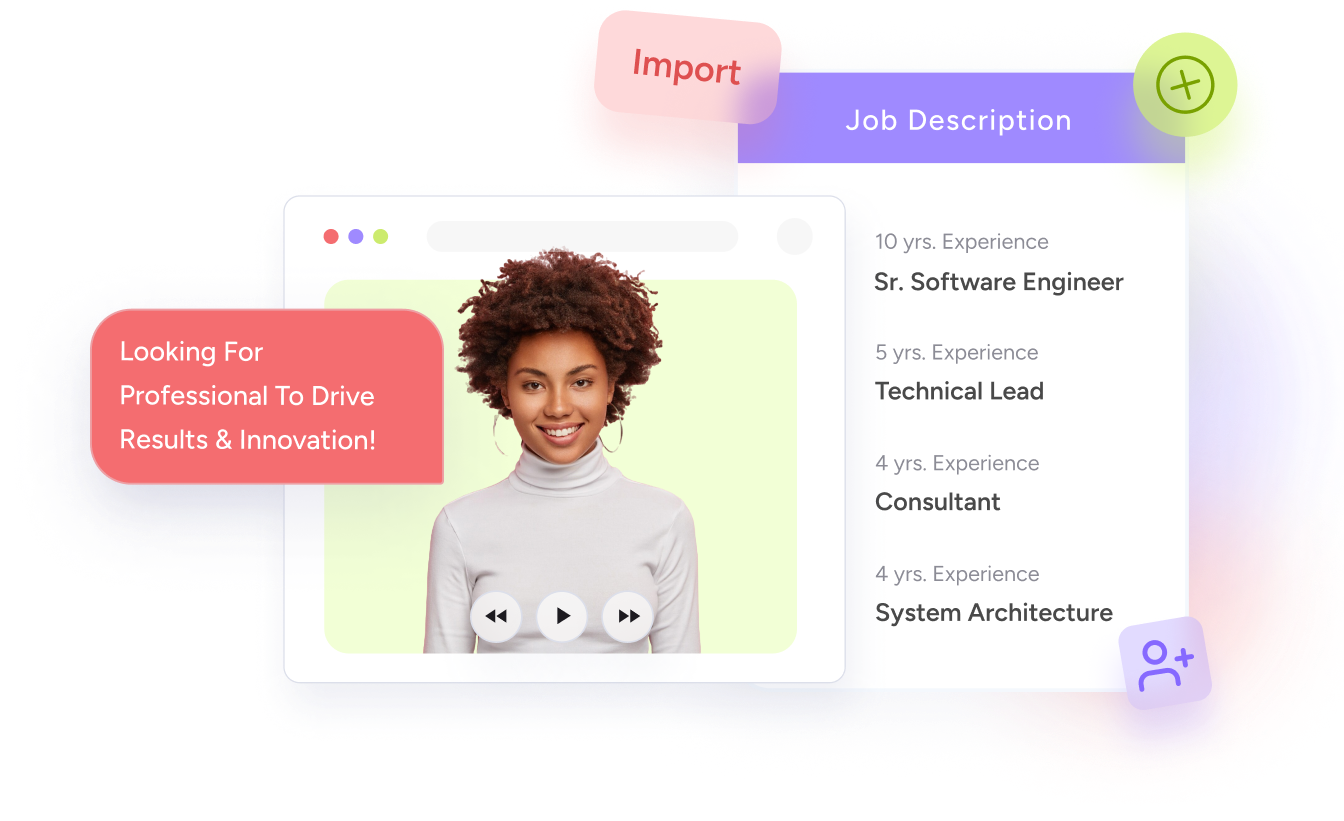 Import
Job Description
10 yrs. Experience
Sr. Software Engineer
5 yrs. Experience
Technical Lead
4 yrs. Experience
Consultant
4 yrs. Experience
System Architecture
Looking For
Professional To Drive
Results & Innovation!